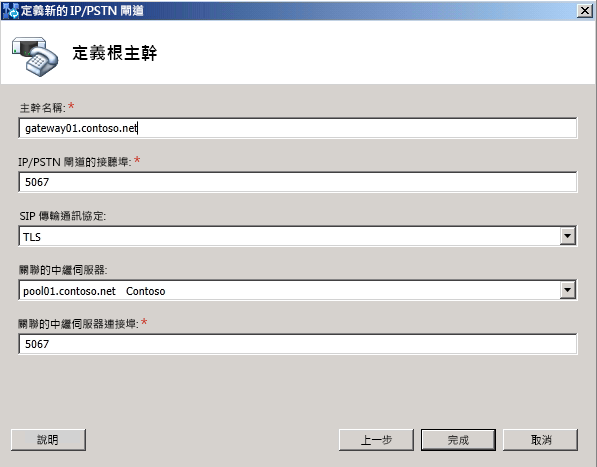 定義新的 IP/PSTN 閘道
定義根主幹
主幹名稱: *
gateway01.contoso.net
IP/PSTN 閘道的接聽埠: *
5067
SIP 傳輸通訊協定:
TLS
關聯的中繼伺服器:
pool01.contoso.net Contoso
關聯的中繼伺服器連接埠: *
5067
說明
上一步
完成
取消